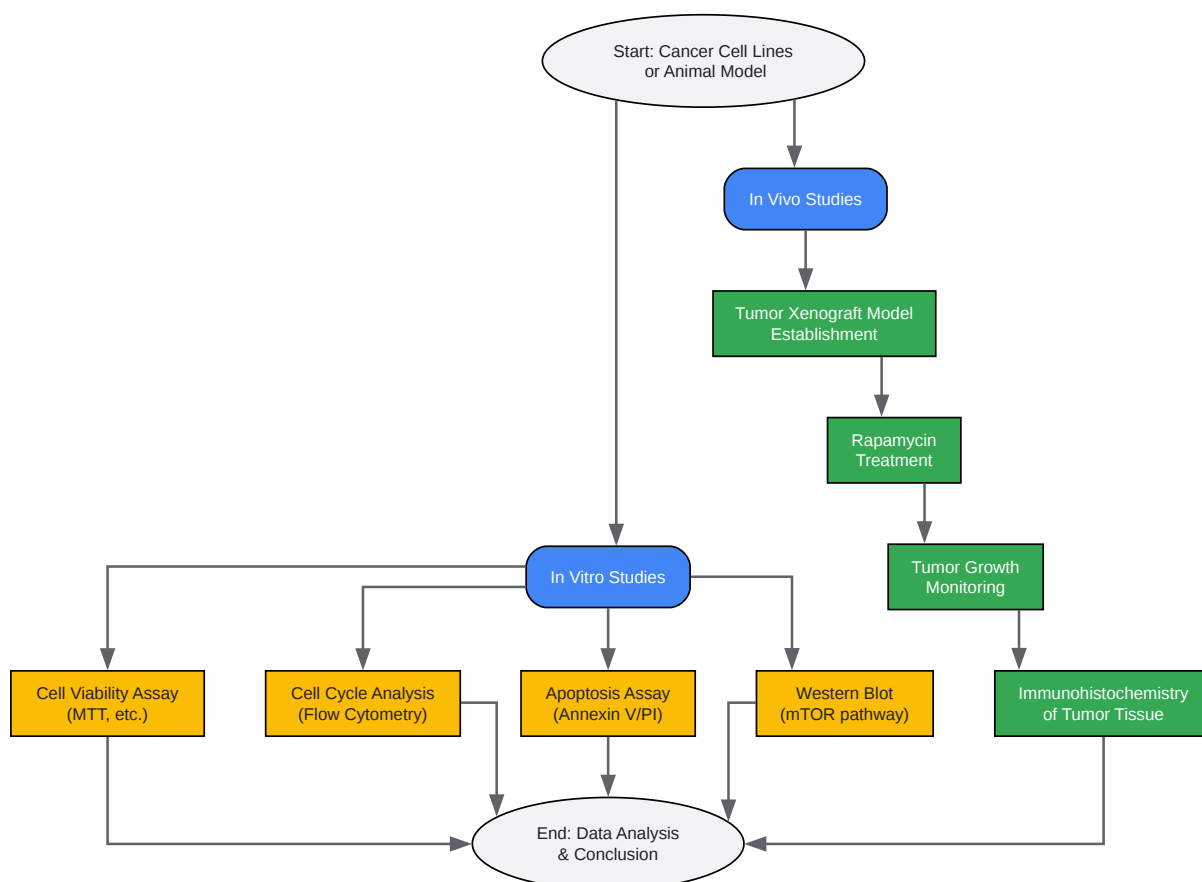 Start: Cancer Cell Lines
or Animal Model
In Vivo Studies
Tumor Xenograft Model
Establishment
Rapamycin
Treatment
Tumor Growth
Monitoring
In Vitro Studies
Cell Viability Assay
(MTT, etc.)
Cell Cycle Analysis
(Flow Cytometry)
Apoptosis Assay
(Annexin V/PI)
Western Blot
(mTOR pathway)
Immunohistochemistry
of Tumor Tissue
End: Data Analysis
& Conclusion